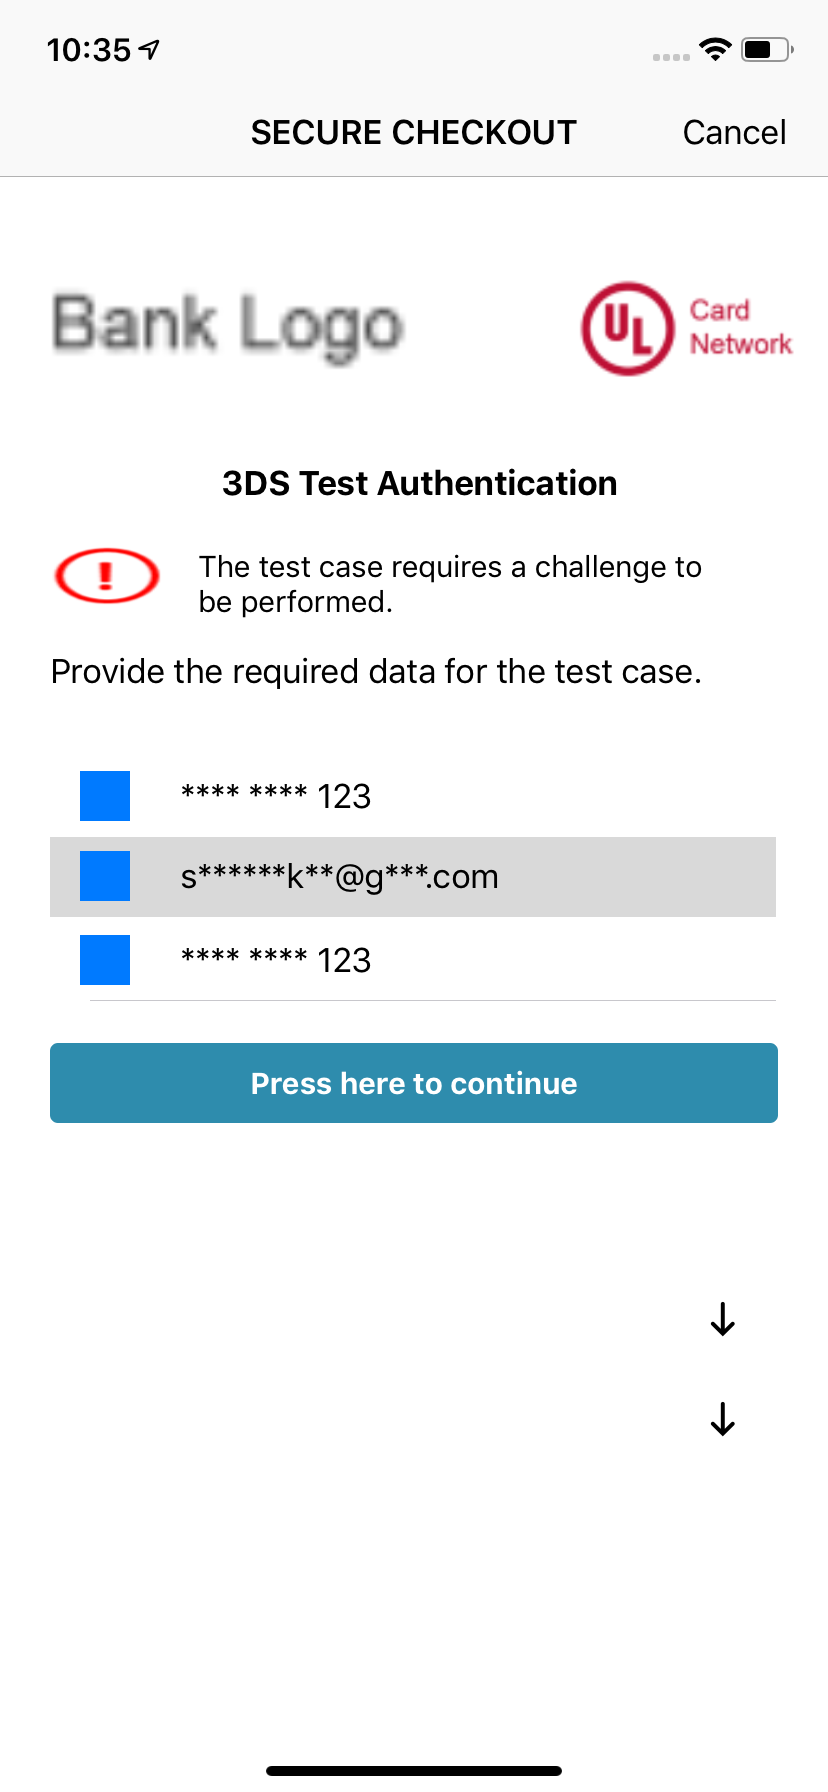 10:35
SECURE CHECKOUT Cancel
Bank Logo
UL Card
Network
3DS Test Authentication
! The test case requires a challenge to
be performed.
Provide the required data for the test case.
**** **** 123
s******k**@g***.com
**** **** 123
Press here to continue